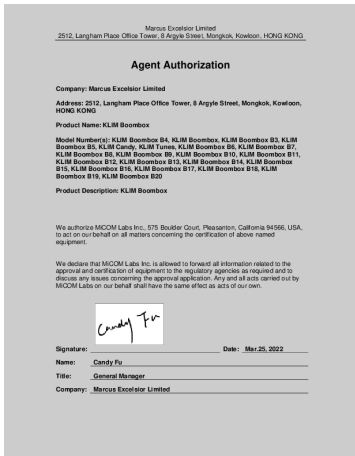 Marcus Excelsior Limited
2512, Langham Place Office Tower, 8 Argyle Street, Mongkok, Kowloon, HONG KONG
Agent Authorization
Company: Marcus Excelsior Limited
Address: 2512, Langham Place Office Tower, 8 Argyle Street, Mongkok, Kowloon,
HONG KONG
Product Name: KLIM Boombox
Model Number(s): KLIM Boombox B4, KLIM Boombox, KLIM Boombox B3, KLIM
Boombox B5, KLIM Candy, KLIM Tunes, KLIM Boombox B6, KLIM Boombox B7,
KLIM Boombox B8, KLIM Boombox B9, KLIM Boombox B10, KLIM Boombox B11,
KLIM Boombox B12, KLIM Boombox B13, KLIM Boombox B14, KLIM Boombox
B15, KLIM Boombox B16, KLIM Boombox B17, KLIM Boombox B18, KLIM
Boombox B19, KLIM Boombox B20
Product Description: KLIM Boombox
We authorize MiCOM Labs Inc., 575 Boulder Court, Pleasanton, California 94566, USA,
to act on our behalf on all matters concerning the certification of above named
equipment.
We declare that MiCOM Labs Inc. is allowed to forward all information related to the
approval and certification of equipment to the regulatory agencies as required and to
discuss any issues concerning the approval application. Any and all acts carried out by
MiCOM Labs on our behalf shall have the same effect as acts of our own.
Candy Fu
Signature: Date: Mar.25, 2022
Name: Candy Fu
Title: General Manager
Company: Marcus Excelsior Limited